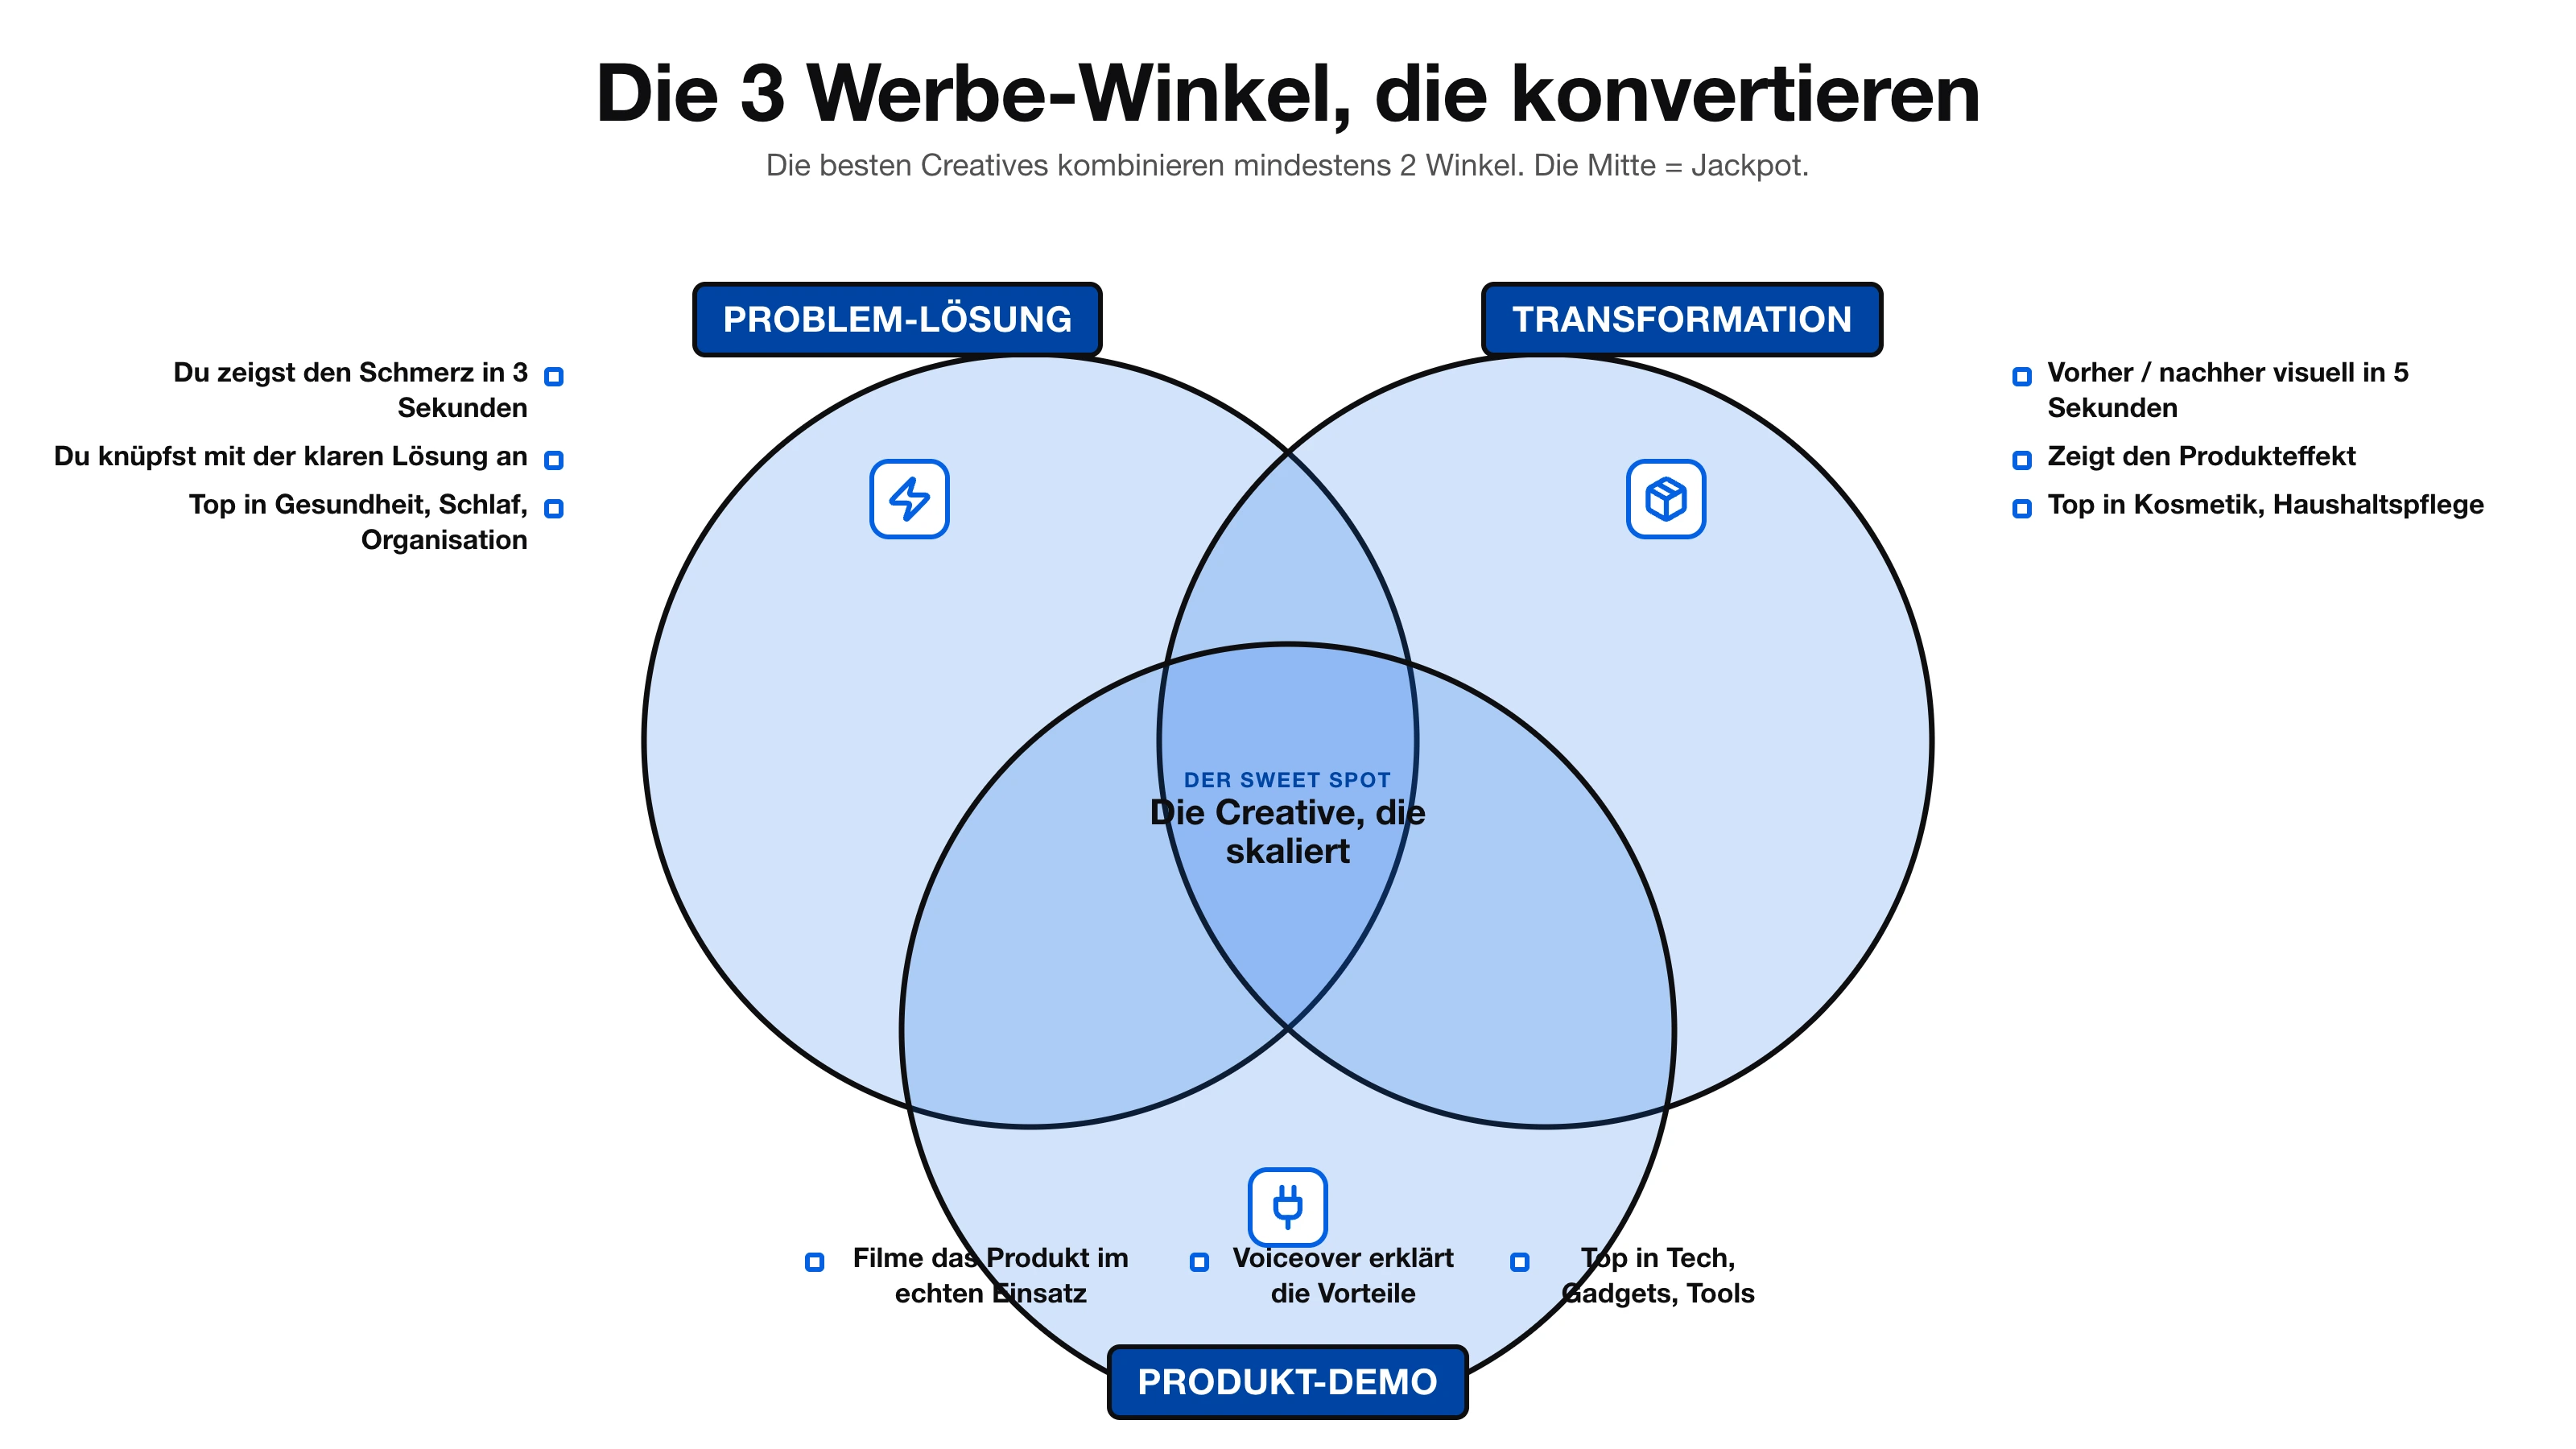 Die 3 Werbe-Winkel, die konvertieren
Die besten Creatives kombinieren mindestens 2 Winkel. Die Mitte = Jackpot.
PROBLEM-LÖSUNG
Du zeigst den Schmerz in 3
Sekunden
Du knüpfst mit der klaren Lösung an
Top in Gesundheit, Schlaf,
Organisation
TRANSFORMATION
Vorher / nachher visuell in 5
Sekunden
Zeigt den Produkteffekt
Top in Kosmetik, Haushaltspflege
DER SWEET SPOT
Die Creative, die
skaliert
Filme das Produkt im
echten Einsatz
Voiceover erklärt
die Vorteile
Top in Tech,
Gadgets, Tools
PRODUKT-DEMO